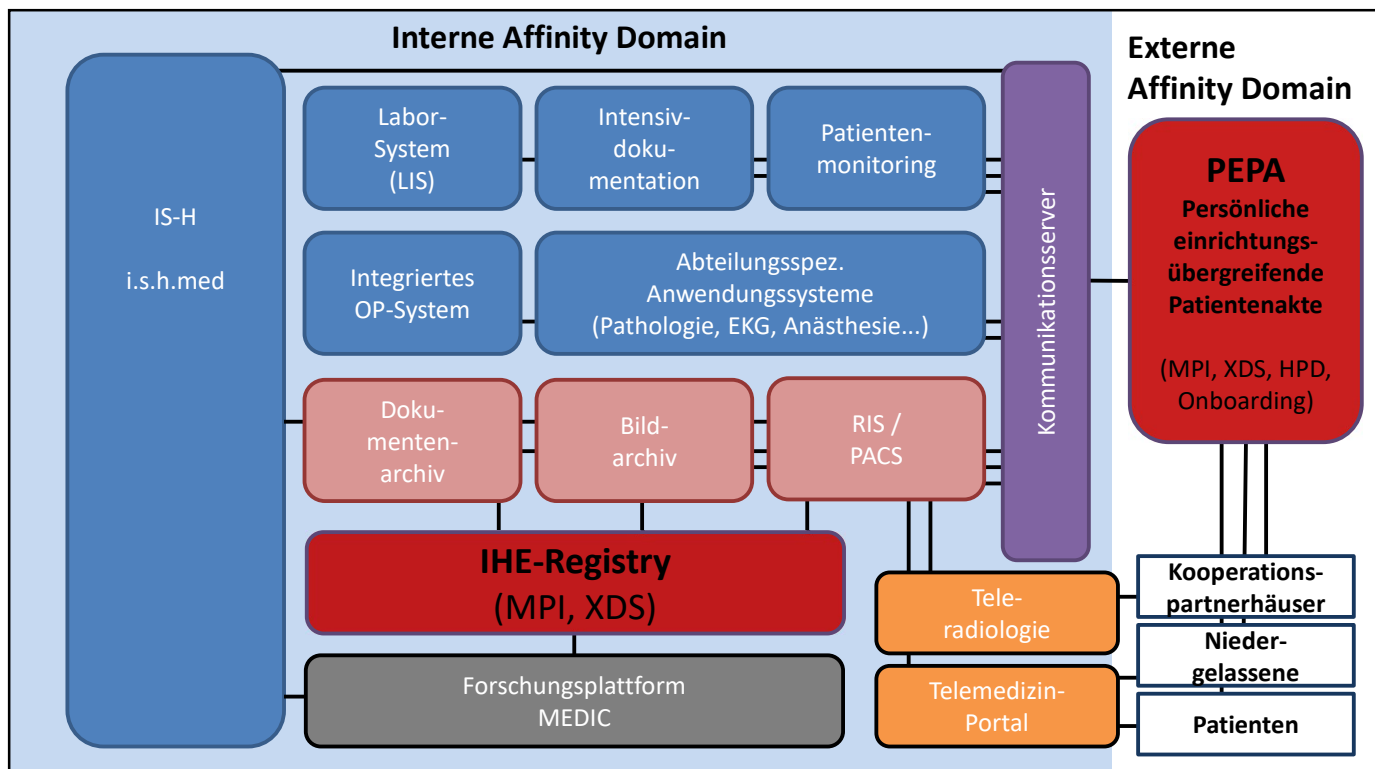 Interne Affinity Domain
Externe
Affinity Domain
IS-H
i.s.h.med
Labor-
System
(LIS)
Intensiv-
doku-
mentation
Patienten-
monitoring
Integriertes
OP-System
Abteilungsspez.
Anwendungssysteme
(Pathologie, EKG, Anästhesie...)
Doku-
menten-
archiv
Bild-
archiv
RIS /
PACS
Kommunikationsserver
PEPA
Persönliche
einrichtungs-
übergreifende
Patientenakte
(MPI, XDS, HPD,
Onboarding)
IHE-Registry
(MPI, XDS)
Forschungsplattform
MEDIC
Tele-
radiologie
Telemedizin-
Portal
Kooperations-
partnerhäuser
Nieder-
gelassene
Patienten